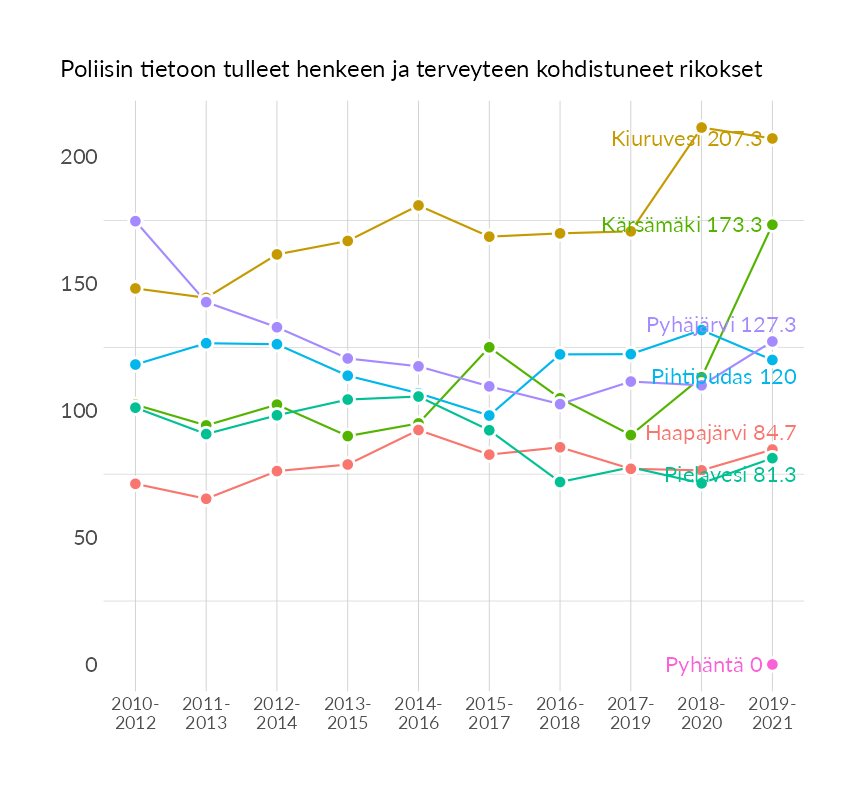 Poliisin tietoon tulleet henkeen ja terveyteen kohdistuneet rikokset
200
150
100
50
0
Kiuruvesi 207.3
Kärsämäki 173.3
Pyhäjärvi 127.3
Pihtipudas 120
Haapajärvi 84.7
Pielavesi 81.3
Pyhäntä 0
2010- 2011- 2012- 2013- 2014- 2015- 2016- 2017- 2018- 2019-
2012 2013 2014 2015 2016 2017 2018 2019 2020 2021